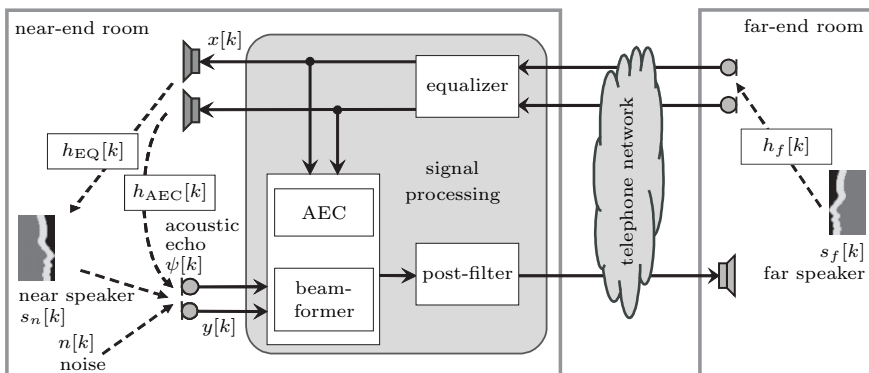 near-end room
x[k]
far-end room
equalizer
h_EQ[k]
h_f[k]
h_AEC[k]
signal
processing
telephone network
AEC
acoustic
echo
ψ[k]
s_f[k]
far speaker
beam-
former
post-filter
near speaker
s_n[k]
y[k]
n[k]
noise